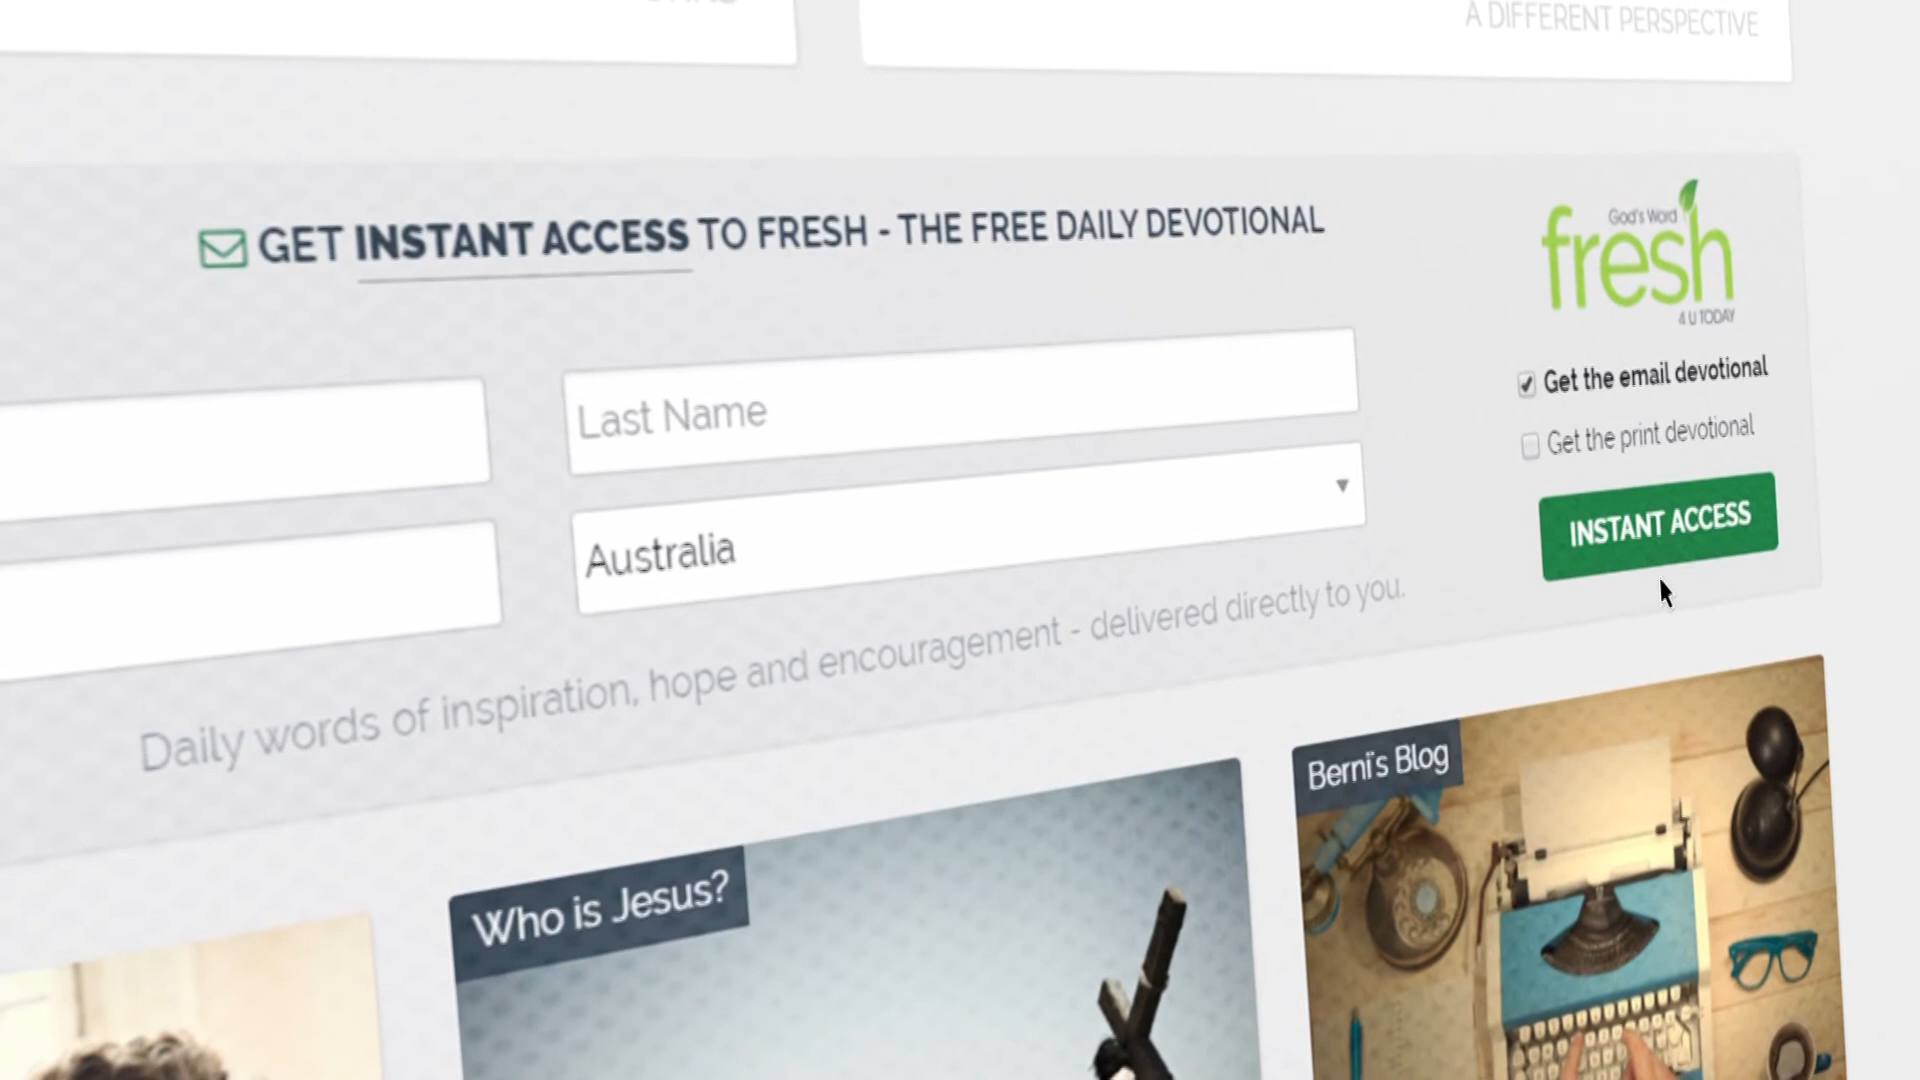 A DIFFERENT PERSPECTIVE
GET INSTANT ACCESS TO FRESH - THE FREE DAILY DEVOTIONAL
God's Word
fresh
4 U TODAY
Last Name
Get the email devotional
Get the print devotional
Australia
INSTANT ACCESS
Daily words of inspiration, hope and encouragement - delivered directly to you.
Berni's Blog
Who is Jesus?